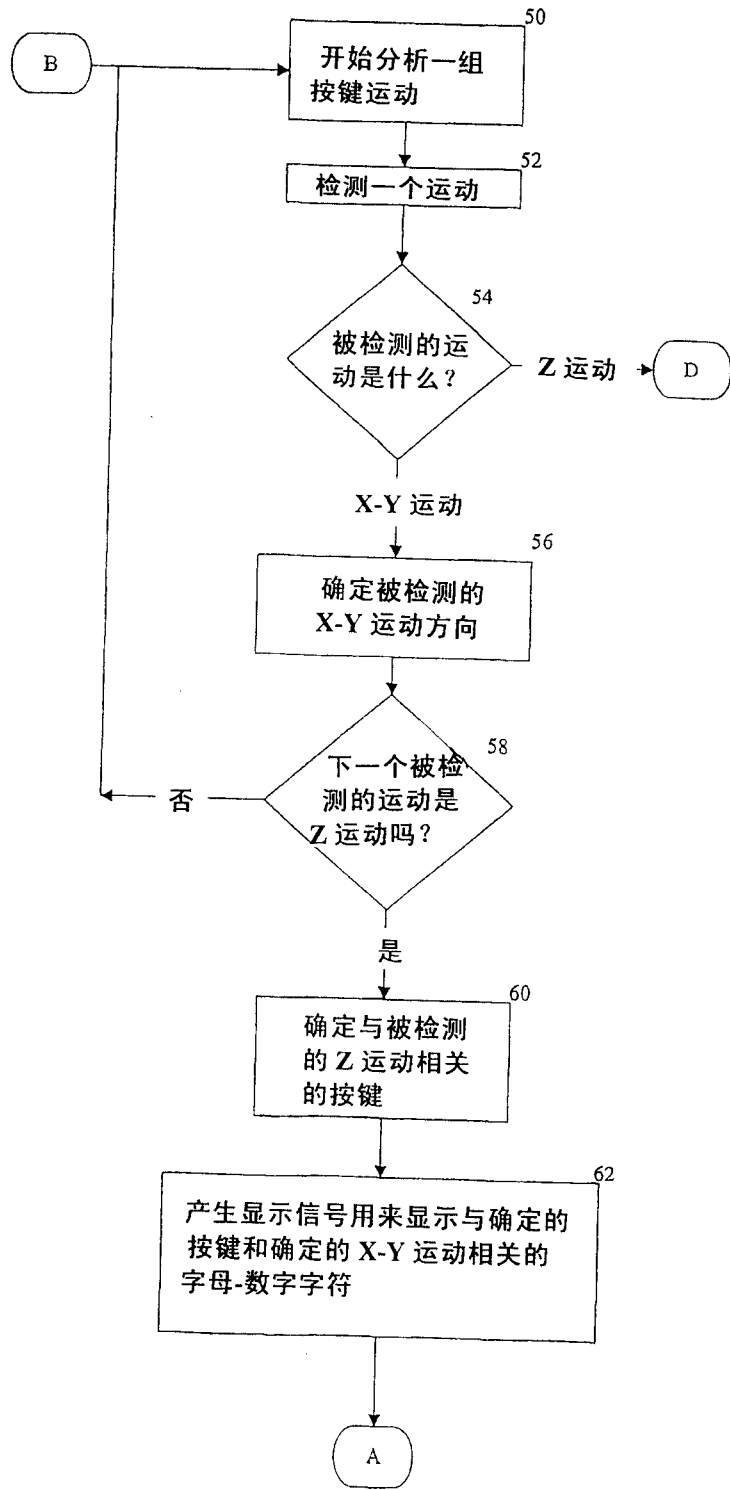 50
B
开始分析一组
按键运动
52
检测一个运动
54
被检测的运
动是什么?
Z 运动
D
X-Y 运动
56
确定被检测的
X-Y 运动方向
58
下一个被检
测的运动是
Z 运动吗?
否
是
60
确定与被检测
的 Z 运动相关
的按键
62
产生显示信号用来显示与确定的
按键和确定的 X-Y 运动相关的
字母-数字字符
A